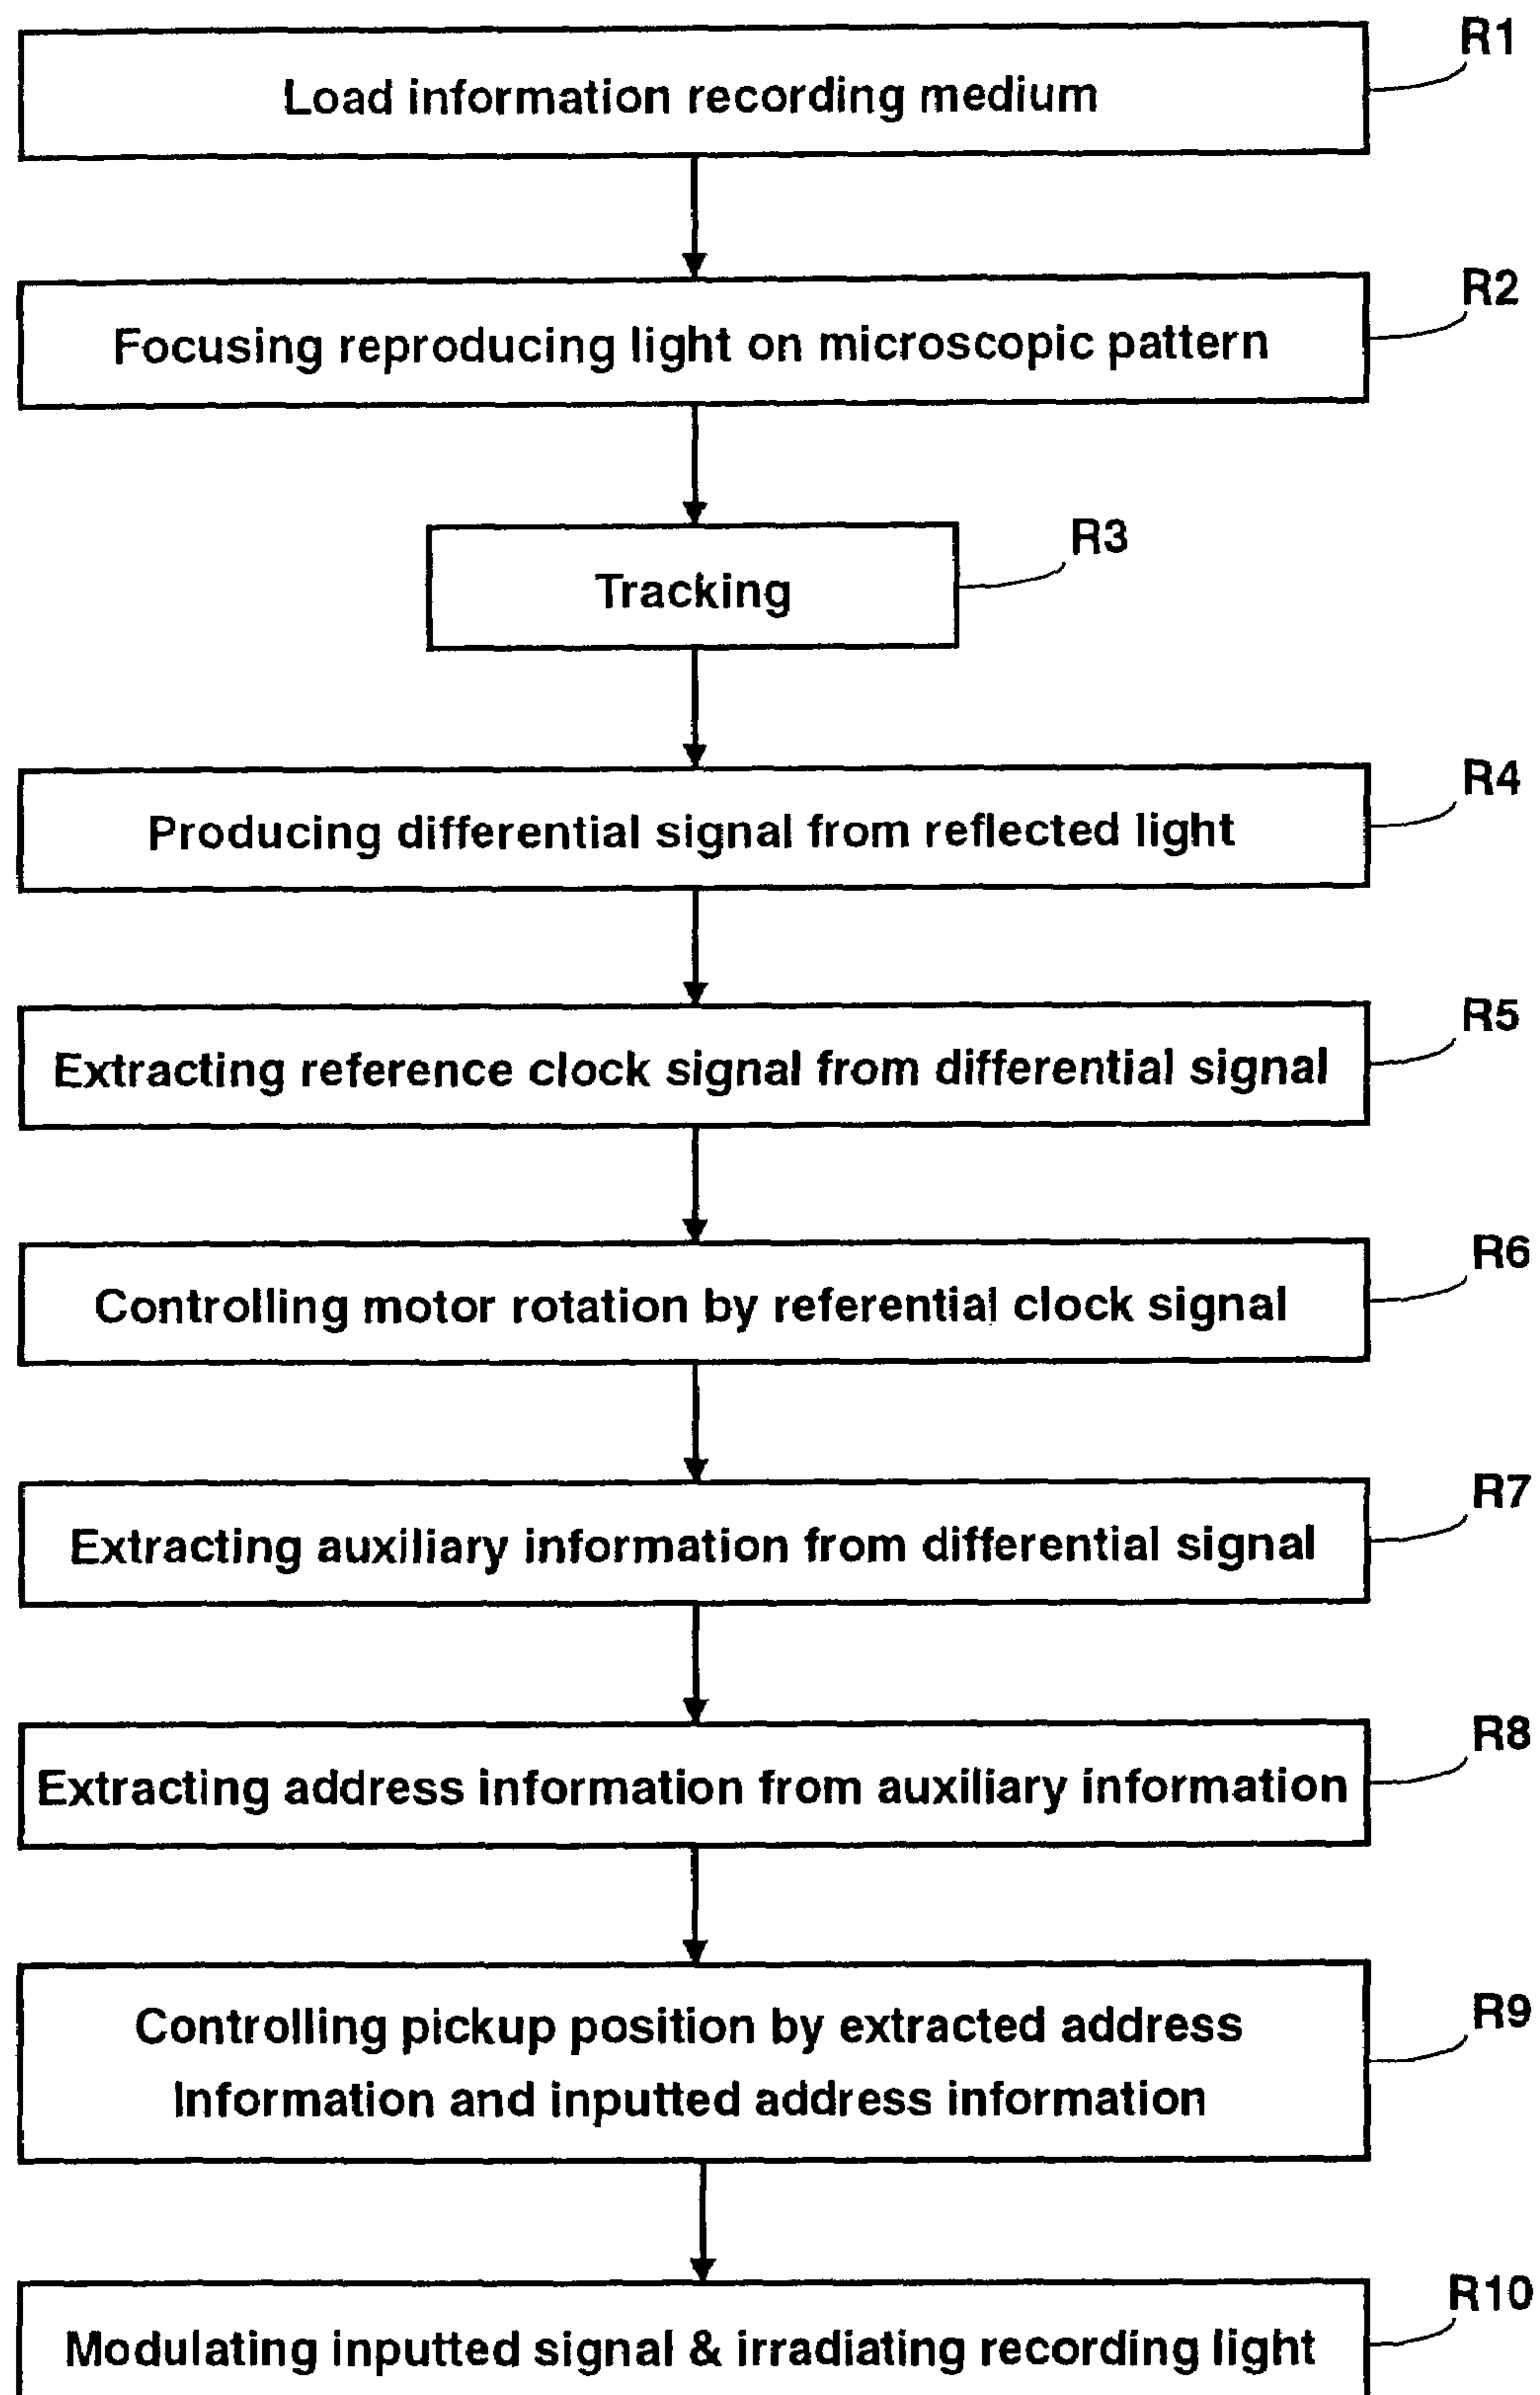 R1
Load information recording medium
R2
Focusing reproducing light on microscopic pattern
R3
Tracking
R4
Producing differential signal from reflected light
R5
Extracting reference clock signal from differential signal
R6
Controlling motor rotation by referential clock signal
R7
Extracting auxiliary information from differential signal
R8
Extracting address information from auxiliary information
R9
Controlling pickup position by extracted address
Information and inputted address information
R10
Modulating inputted signal & irradiating recording light